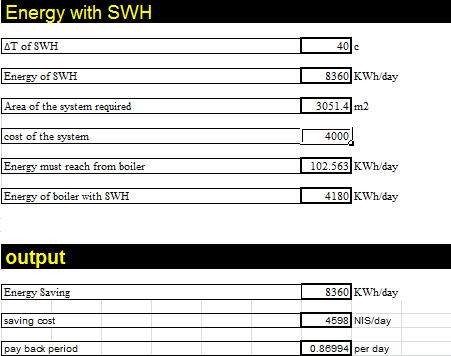 Energy with SWH
ΔT of SWH 40 c
Energy of SWH 8360 KWh/day
Area of the system required 3051.4 m2
cost of the system 4000
Energy must reach from boiler 102.563 KWh/day
Energy of boiler with SWH 4180 KWh/day
output
Energy Saving 8360 KWh/day
saving cost 4598 NIS/day
pay back period 0.86994 per day